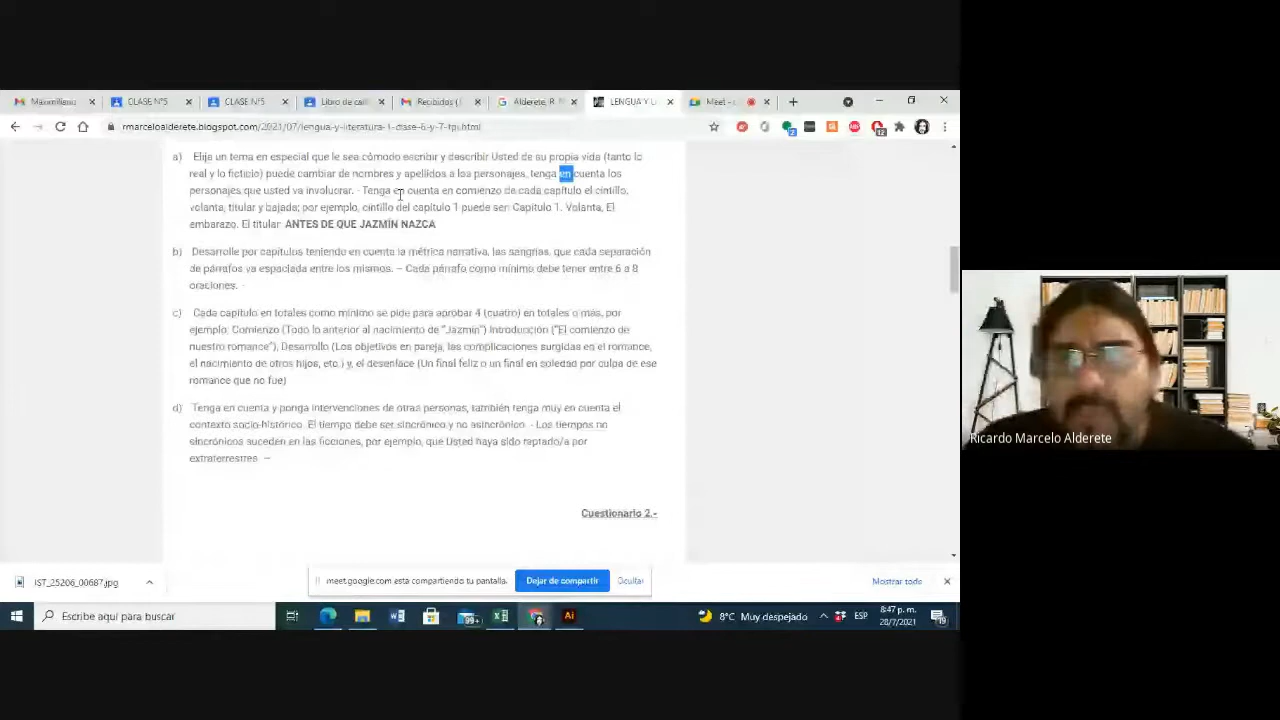 Maximiliano
CLASE N°5
CLASE N°5
Libro de cali
Recibidos (
Alderete, R. M
LENGUA Y LI
Meet - c
rmarceloalderete.blogspot.com/2021/07/lengua-y-literatura-1-clase-6-y-7-tpi.html
a) Elija un tema en especial que le sea cómodo escribir y describir Usted de su propia vida (tanto lo
real y lo ficticio) puede cambiar de nombres y apellidos a los personajes, tenga en cuenta los
personajes que usted va involucrar. - Tenga en cuenta en comienzo de cada capítulo el cintillo,
volanta, titular y bajada; por ejemplo, cintillo del capítulo 1 puede ser: Capítulo 1. Volanta, El
embarazo. El titular: ANTES DE QUE JAZMÍN NAZCA
b) Desarrolle por capítulos teniendo en cuenta la métrica narrativa, las sangrías, que cada separación
de párrafos va espaciada entre los mismos. – Cada párrafo como mínimo debe tener entre 6 a 8
oraciones. -
c) Cada capítulo en totales como mínimo se pide para aprobar 4 (cuatro) en totales o más, por
ejemplo: Comienzo (Todo lo anterior al nacimiento de "Jazmín") Introducción ("El comienzo de
nuestro romance"), Desarrollo (Los objetivos en pareja, las complicaciones surgidas en el romance,
el nacimiento de otros hijos, etc.) y, el desenlace (Un final feliz o un final en soledad por culpa de ese
romance que no fue)
d) Tenga en cuenta y ponga intervenciones de otras personas, también tenga muy en cuenta el
contexto socio-histórico. El tiempo debe ser sincrónico y no asincrónico. - Los tiempos no
sincrónicos suceden en las ficciones, por ejemplo, que Usted haya sido raptado/a por
extraterrestres. –
Cuestionario 2.-
IST_25206_00687.jpg
meet.google.com está compartiendo tu pantalla.
Dejar de compartir
Ocultar
Mostrar todo
Escribe aquí para buscar
99+
Ai
8°C Muy despejado
ESP
8:47 p. m.
28/7/2021
19
Ricardo Marcelo Alderete